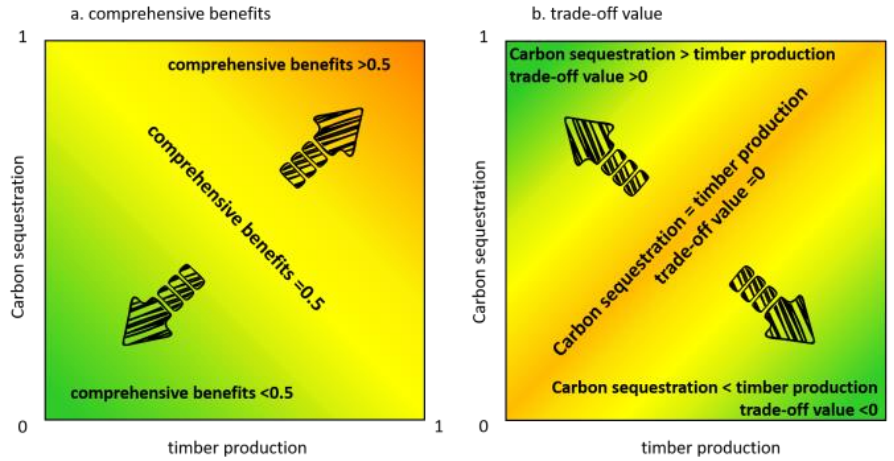 a. comprehensive benefits
1
comprehensive benefits >0.5
comprehensive benefits =0.5
comprehensive benefits <0.5
Carbon sequestration
0
1
timber production
b. trade-off value
1
Carbon sequestration > timber production
trade-off value >0
Carbon sequestration = timber production
trade-off value =0
Carbon sequestration < timber production
trade-off value <0
Carbon sequestration
0
timber production